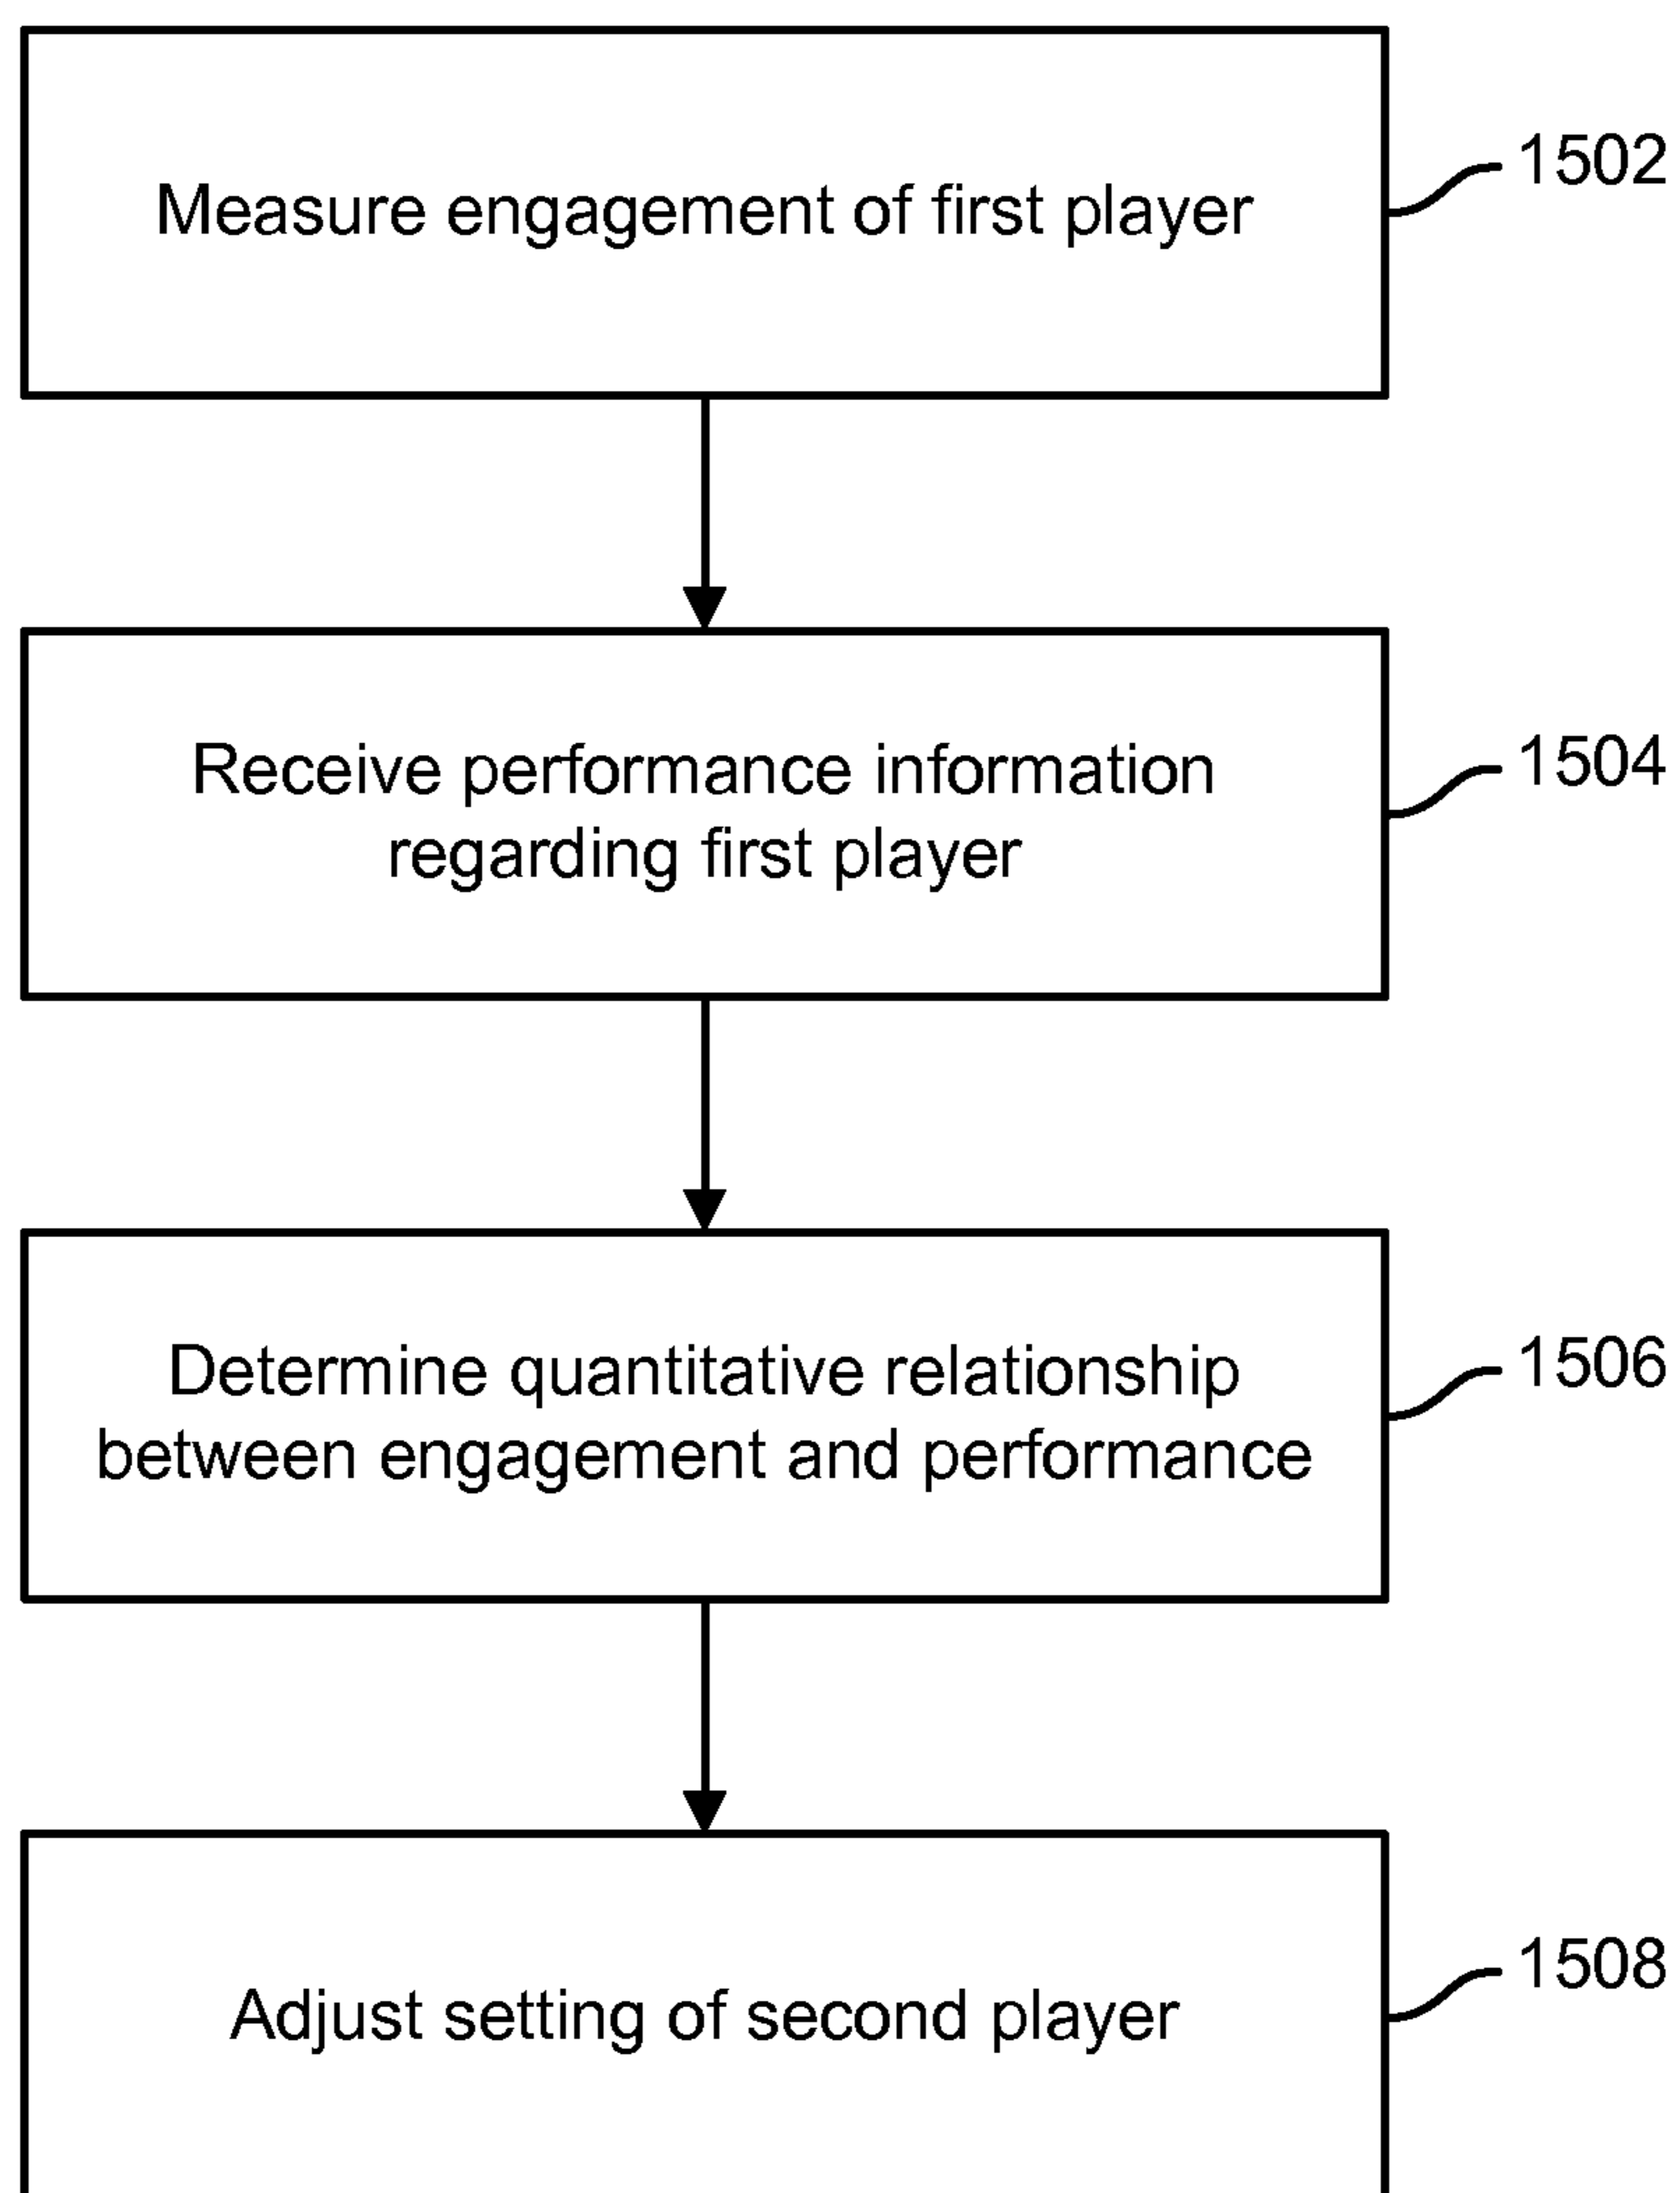 Measure engagement of first player
1502
Receive performance information
regarding first player
1504
Determine quantitative relationship
between engagement and performance
1506
Adjust setting of second player
1508